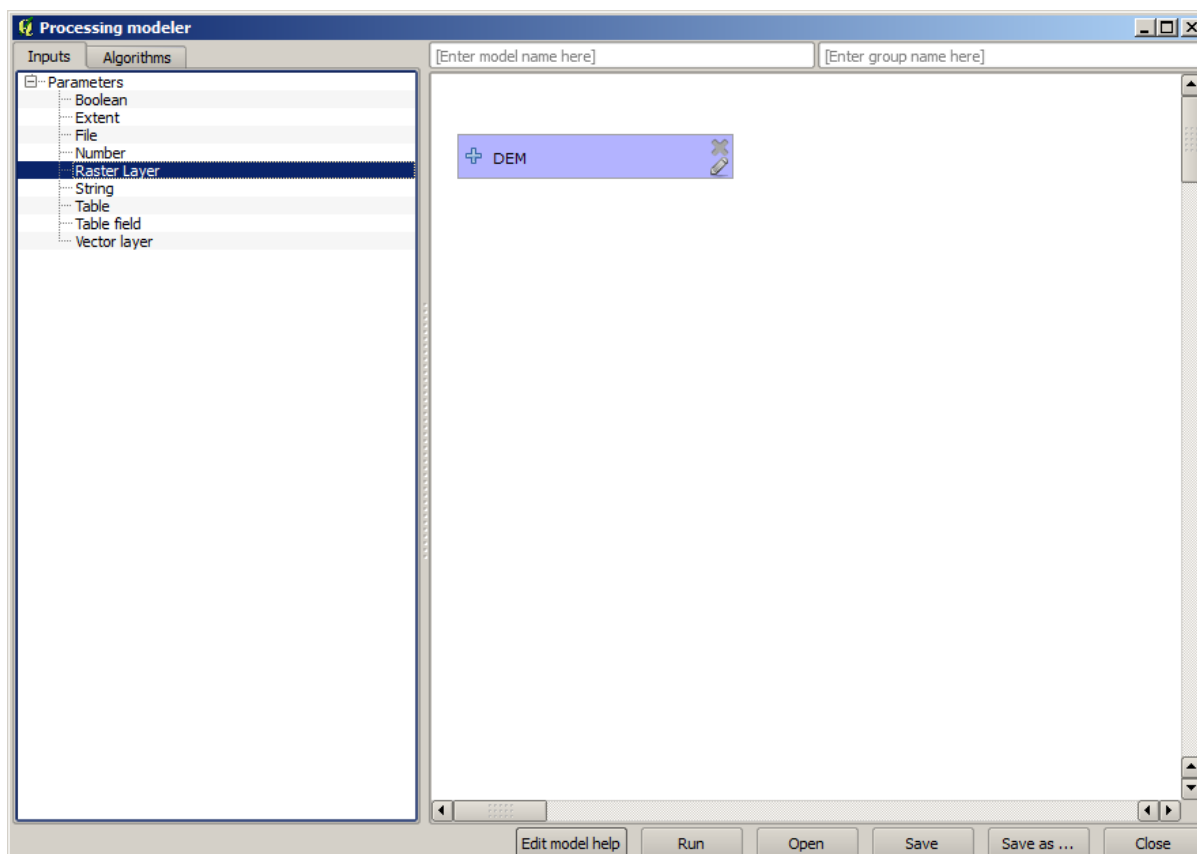 Processing modeler
Inputs Algorithms [Enter model name here] [Enter group name here]
Parameters
Boolean
Extent
File
Number
Raster Layer
String
Table
Table field
Vector layer
DEM
Edit model help Run Open Save Save as ... Close